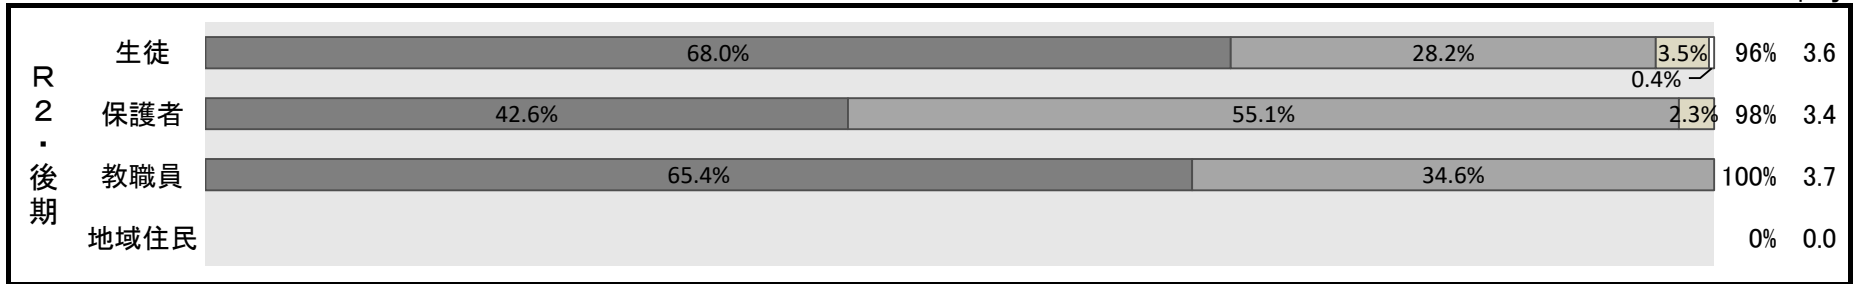 R2・後期
生徒 68.0% 28.2% 3.5% 0.4% 96% 3.6
保護者 42.6% 55.1% 2.3% 98% 3.4
教職員 65.4% 34.6% 100% 3.7
地域住民 0% 0.0